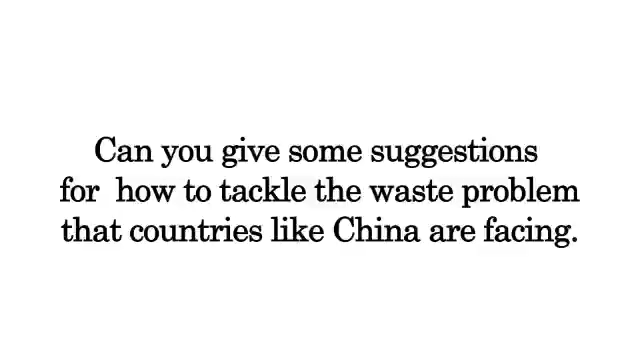 Can you give some suggestions
for how to tackle the waste problem
that countries like China are facing.